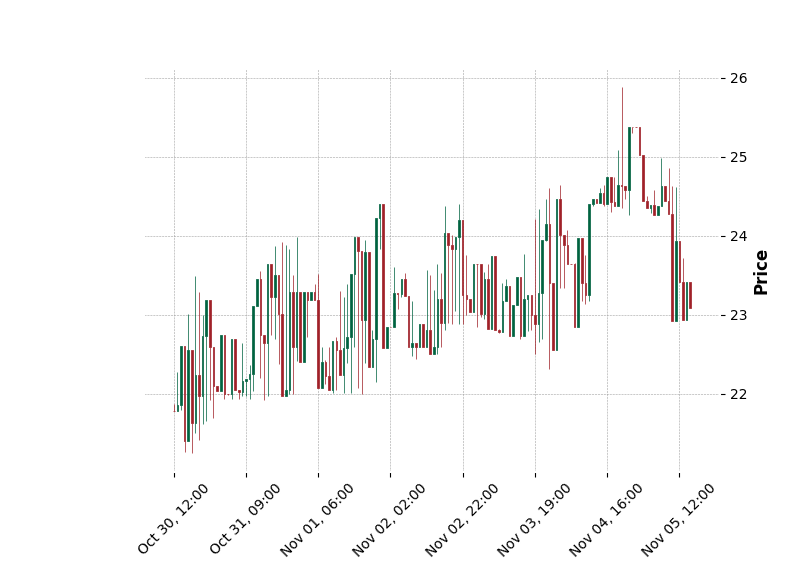 26
25
24
23
22
Price
Oct 30, 12:00
Oct 31, 09:00
Nov 01, 06:00
Nov 02, 02:00
Nov 02, 22:00
Nov 03, 19:00
Nov 04, 16:00
Nov 05, 12:00